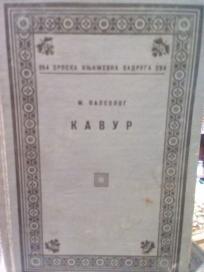 264 СРПСКА КЊИЖЕВНА ЗАДРУГА 264
М. ПАЛЕОЛОГ
КАВУР